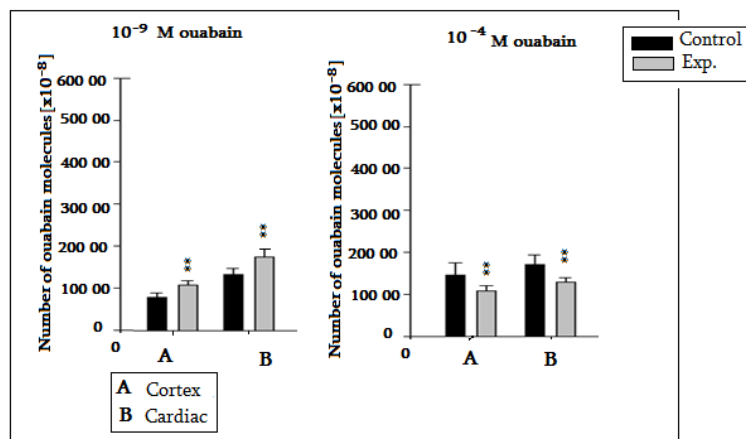 10-9 M ouabain
10-4 M ouabain
Control
Exp.
Number of ouabain molecules [x10-8]
600 00
500 00
400 00
300 00
200 00
100 00
0
0
**
**
A
B
Number of ouabain molecules [x10-8]
600 00
500 00
400 00
300 00
200 00
100 00
0
**
**
A
B
A Cortex
B Cardiac